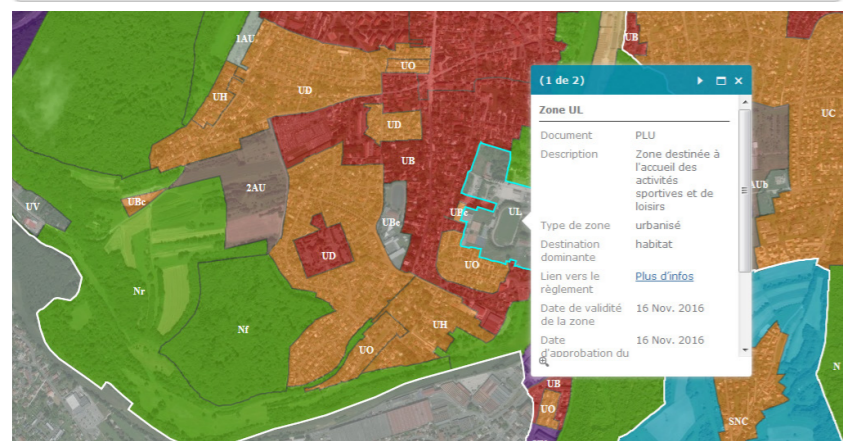 1AU
UB
UO
UH
UD
UC
UD
UB
2AU
UBc
UV
UBc
UL
UO
UD
Nr
Nf
UH
UO
UB
UO
SNC
N
(1 de 2)
Zone UL
Document PLU
Description Zone destinée à
l'accueil des
activités
sportives et de
loisirs
Type de zone urbanisé
Destination habitat
dominante
Lien vers le Plus d'infos
règlement
Date de validité 16 Nov. 2016
de la zone
Date 16 Nov. 2016
d'approbation du